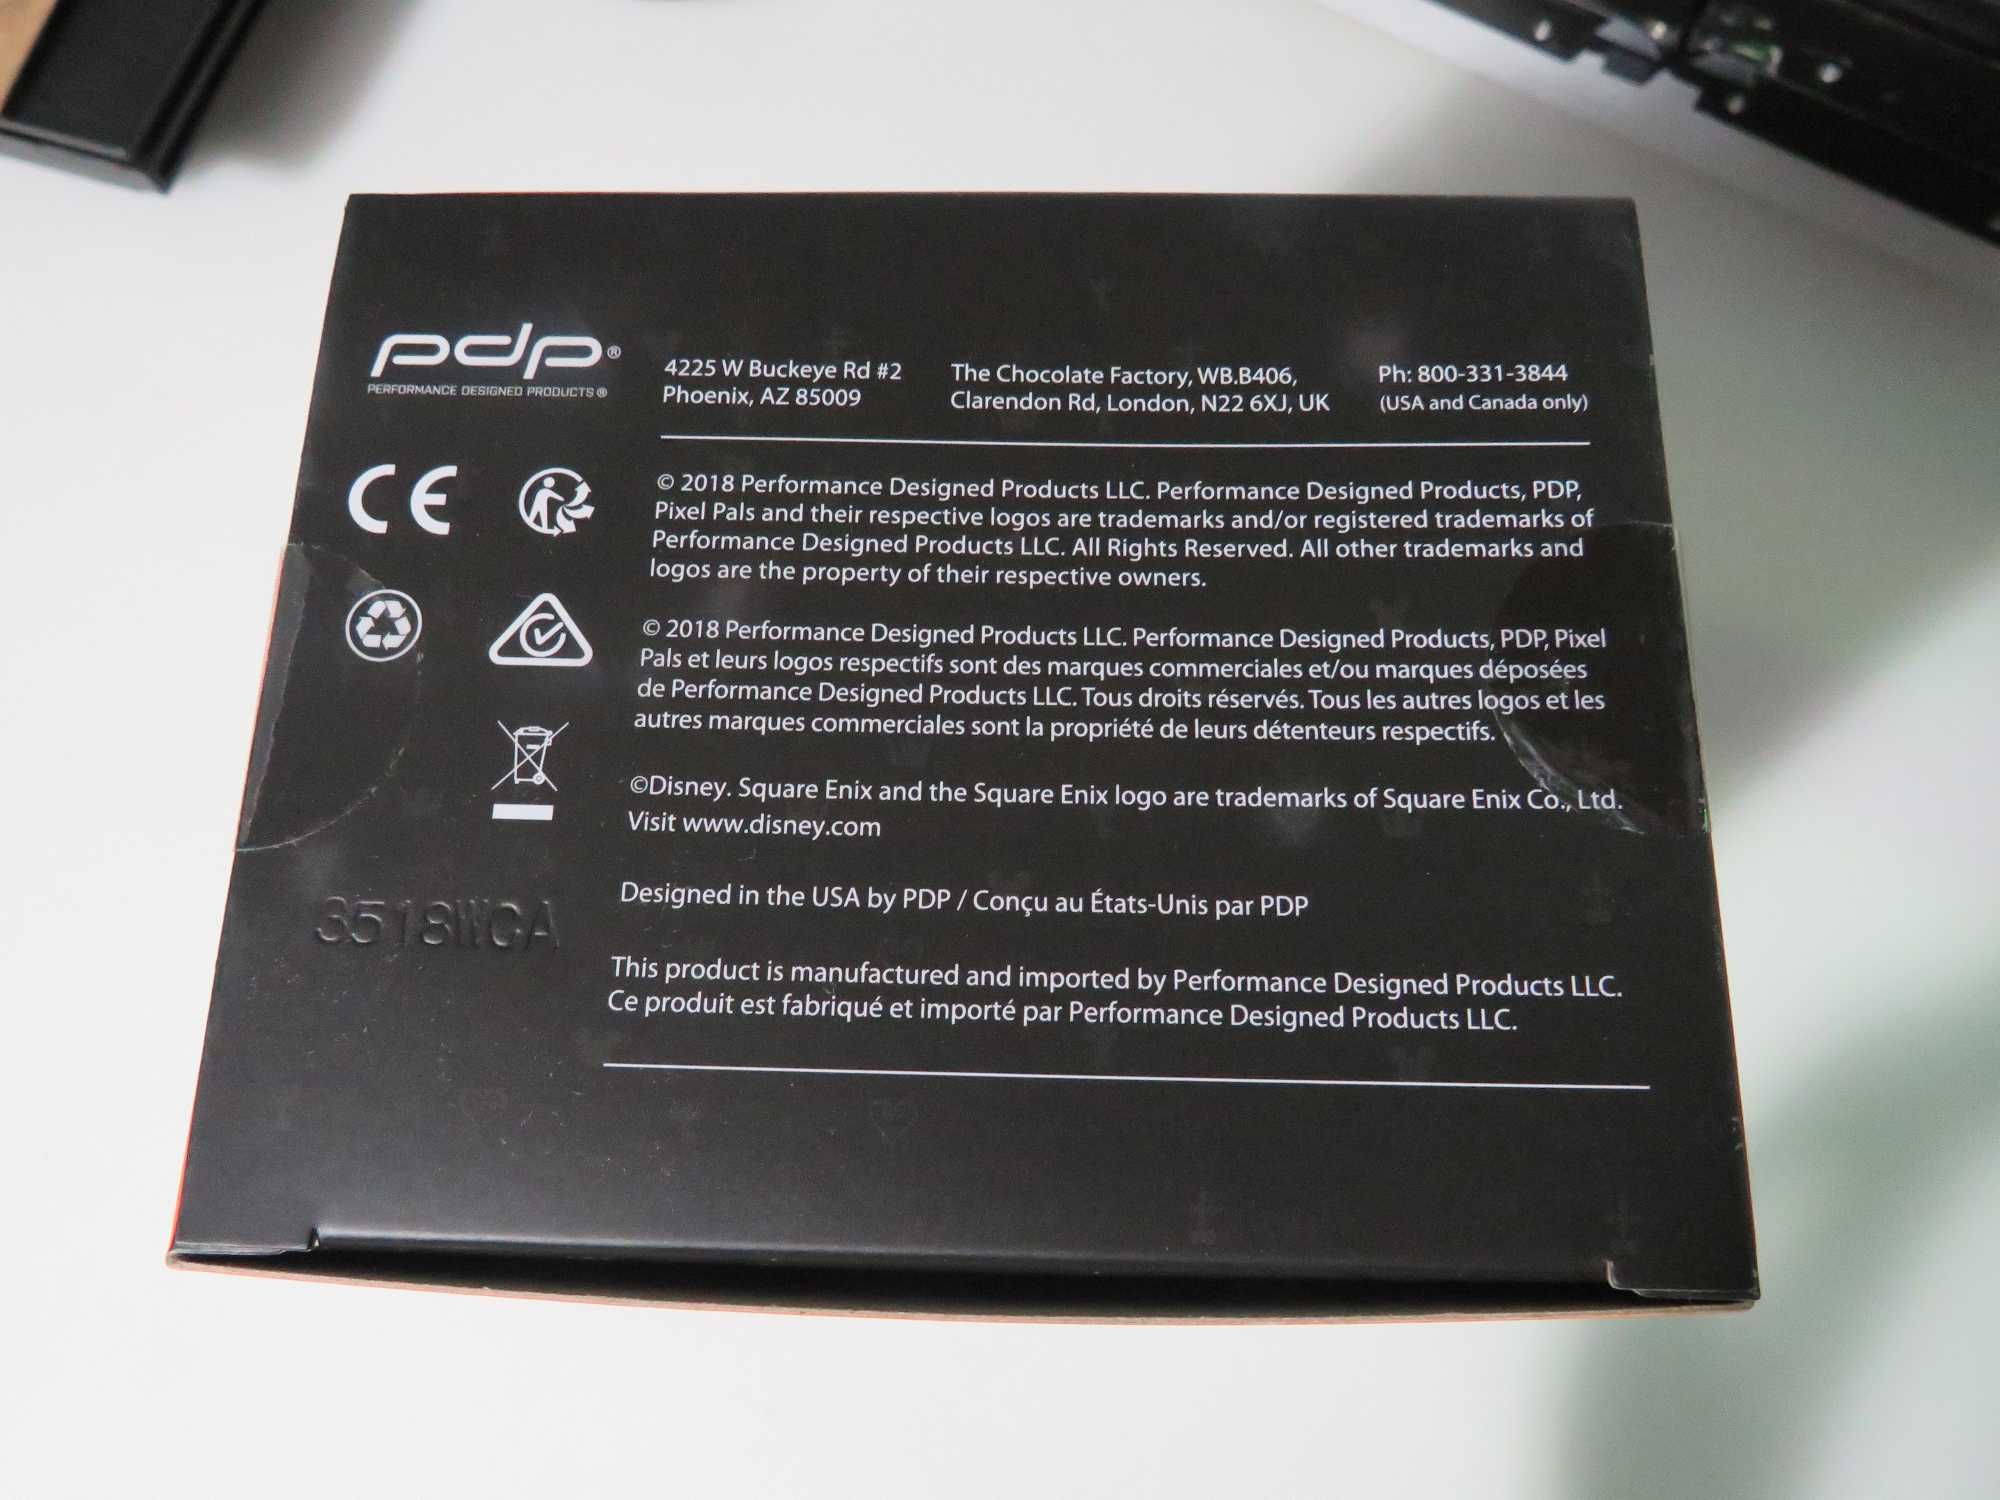 pdp®
PERFORMANCE DESIGNED PRODUCTS®
4225 W Buckeye Rd #2
Phoenix, AZ 85009
The Chocolate Factory, WB.B406,
Clarendon Rd, London, N22 6XJ, UK
Ph: 800-331-3844
(USA and Canada only)
CE
© 2018 Performance Designed Products LLC. Performance Designed Products, PDP,
Pixel Pals and their respective logos are trademarks and/or registered trademarks of
Performance Designed Products LLC. All Rights Reserved. All other trademarks and
logos are the property of their respective owners.
© 2018 Performance Designed Products LLC. Performance Designed Products, PDP, Pixel
Pals et leurs logos respectifs sont des marques commerciales et/ou marques déposées
de Performance Designed Products LLC. Tous droits réservés. Tous les autres logos et les
autres marques commerciales sont la propriété de leurs détenteurs respectifs.
©Disney. Square Enix and the Square Enix logo are trademarks of Square Enix Co., Ltd.
Visit www.disney.com
3518WCA
Designed in the USA by PDP / Conçu au États-Unis par PDP
This product is manufactured and imported by Performance Designed Products LLC.
Ce produit est fabriqué et importé par Performance Designed Products LLC.